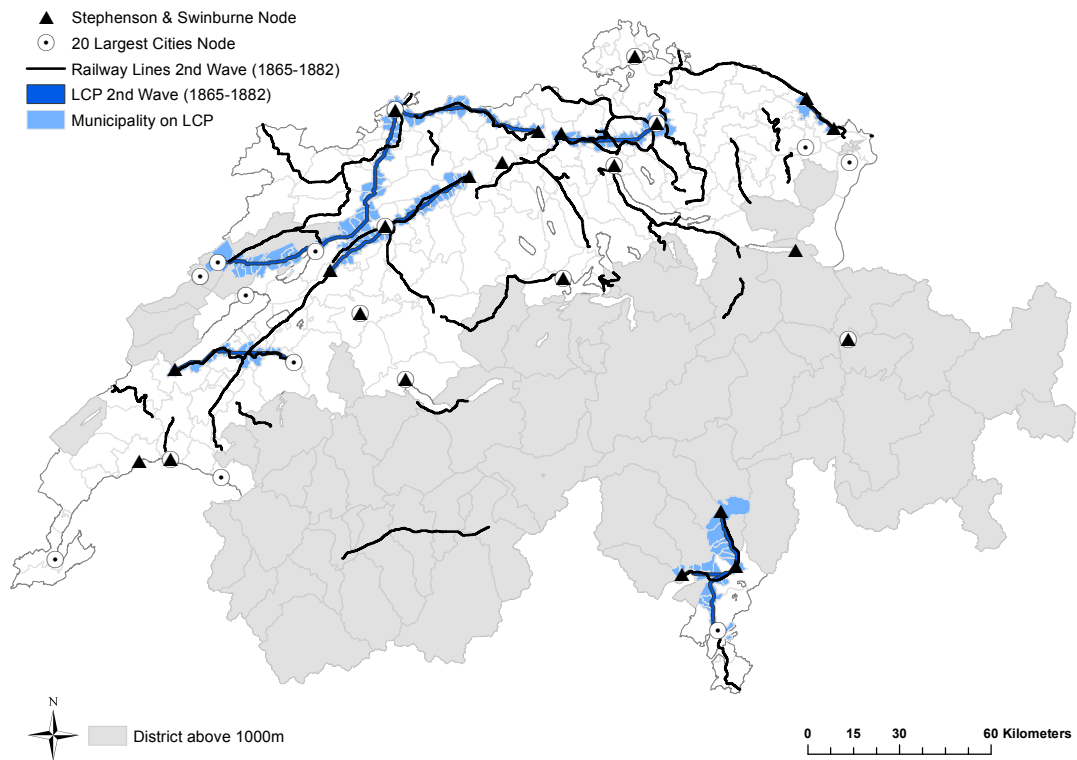 Stephenson & Swinburne Node
20 Largest Cities Node
Railway Lines 2nd Wave (1865-1882)
LCP 2nd Wave (1865-1882)
Municipality on LCP
N
District above 1000m
0 15 30 60 Kilometers